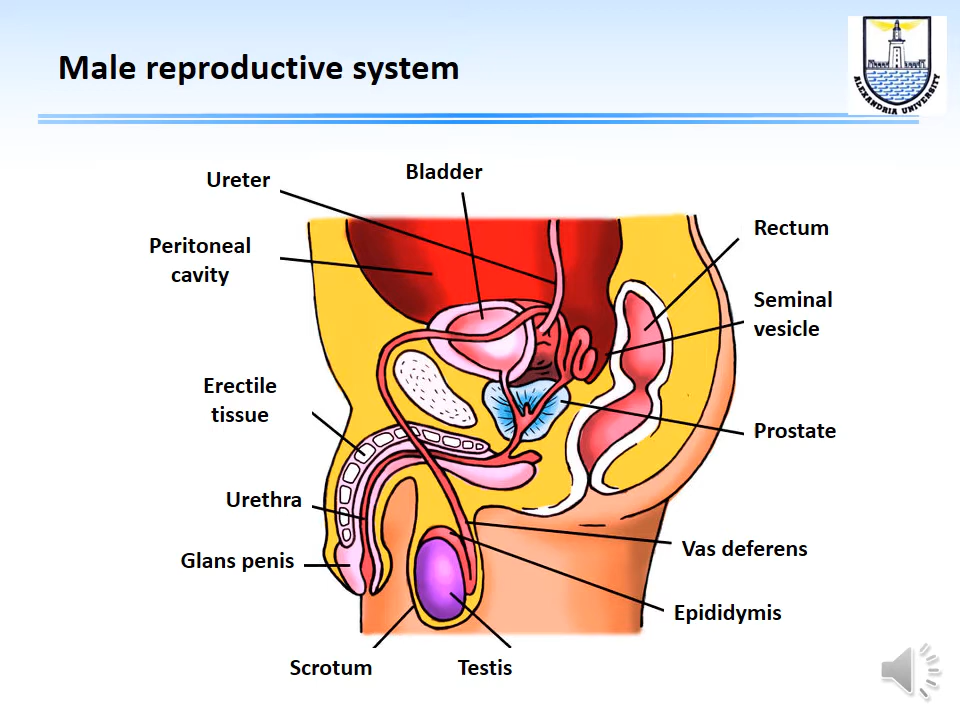 Male reproductive system
ALEXANDRIA UNIVERSITY
Ureter
Bladder
Peritoneal
cavity
Rectum
Seminal
vesicle
Erectile
tissue
Prostate
Urethra
Glans penis
Vas deferens
Epididymis
Scrotum
Testis